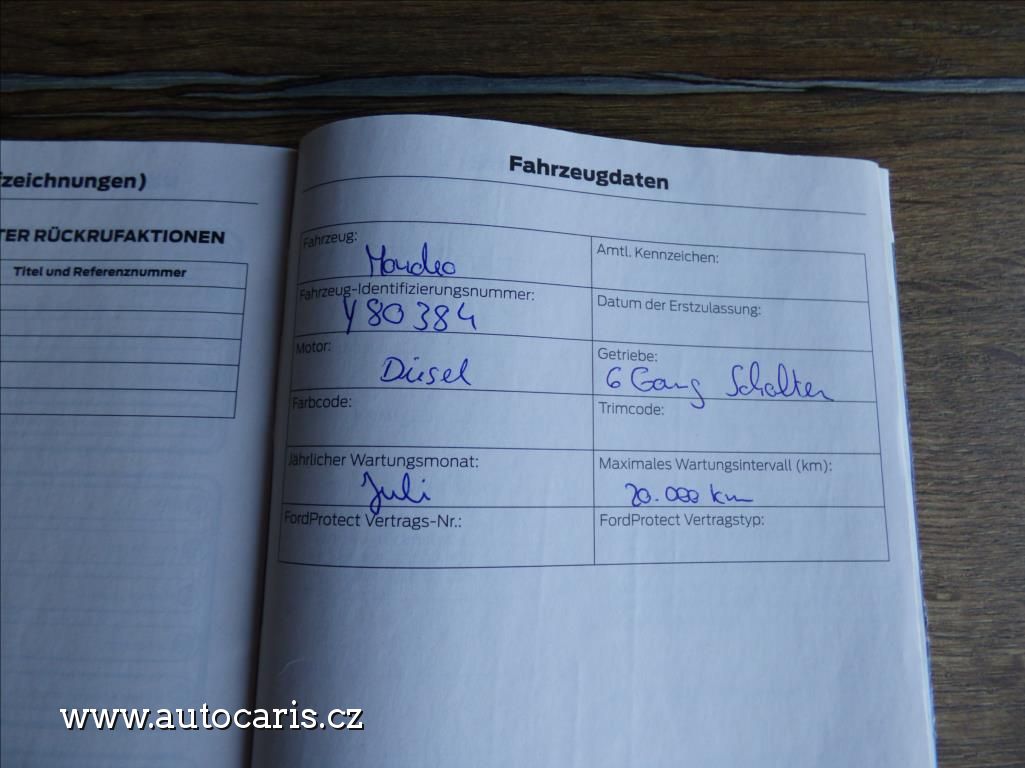 fzeichnungen)
TER RÜCKRUFAKTIONEN
Titel und Referenznummer
Fahrzeugdaten
Fahrzeug:
Mondeo
Amtl. Kennzeichen:
Fahrzeug-Identifizierungsnummer:
Y80384
Datum der Erstzulassung:
Motor:
Diesel
Getriebe:
6 Gang Schalter
Farbcode:
Trimcode:
Jährlicher Wartungsmonat:
Juli
Maximales Wartungsintervall (km):
20.000 km
FordProtect Vertrags-Nr.:
FordProtect Vertragstyp:
www.autocaris.cz